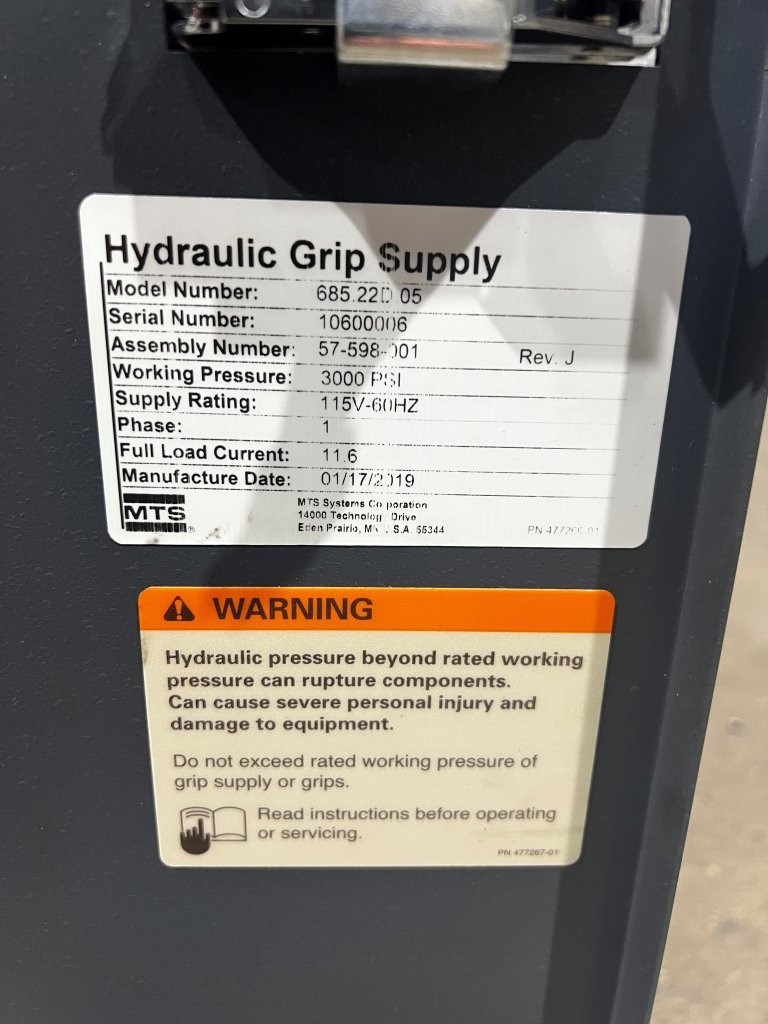 Hydraulic Grip Supply
Model Number: 685.22D 05
Serial Number: 10600006
Assembly Number: 57-598-001 Rev. J
Working Pressure: 3000 PSI
Supply Rating: 115V-60HZ
Phase: 1
Full Load Current: 11.6
Manufacture Date: 01/17/2019
MTS ®
MTS Systems Corporation
14000 Technology Drive
Eden Prairie, U.S.A. 55344
PN
WARNING
Hydraulic pressure beyond rated working
pressure can rupture components.
Can cause severe personal injury and
damage to equipment.
Do not exceed rated working pressure of
grip supply or grips.
Read instructions before operating
or servicing.
PN 477267-01